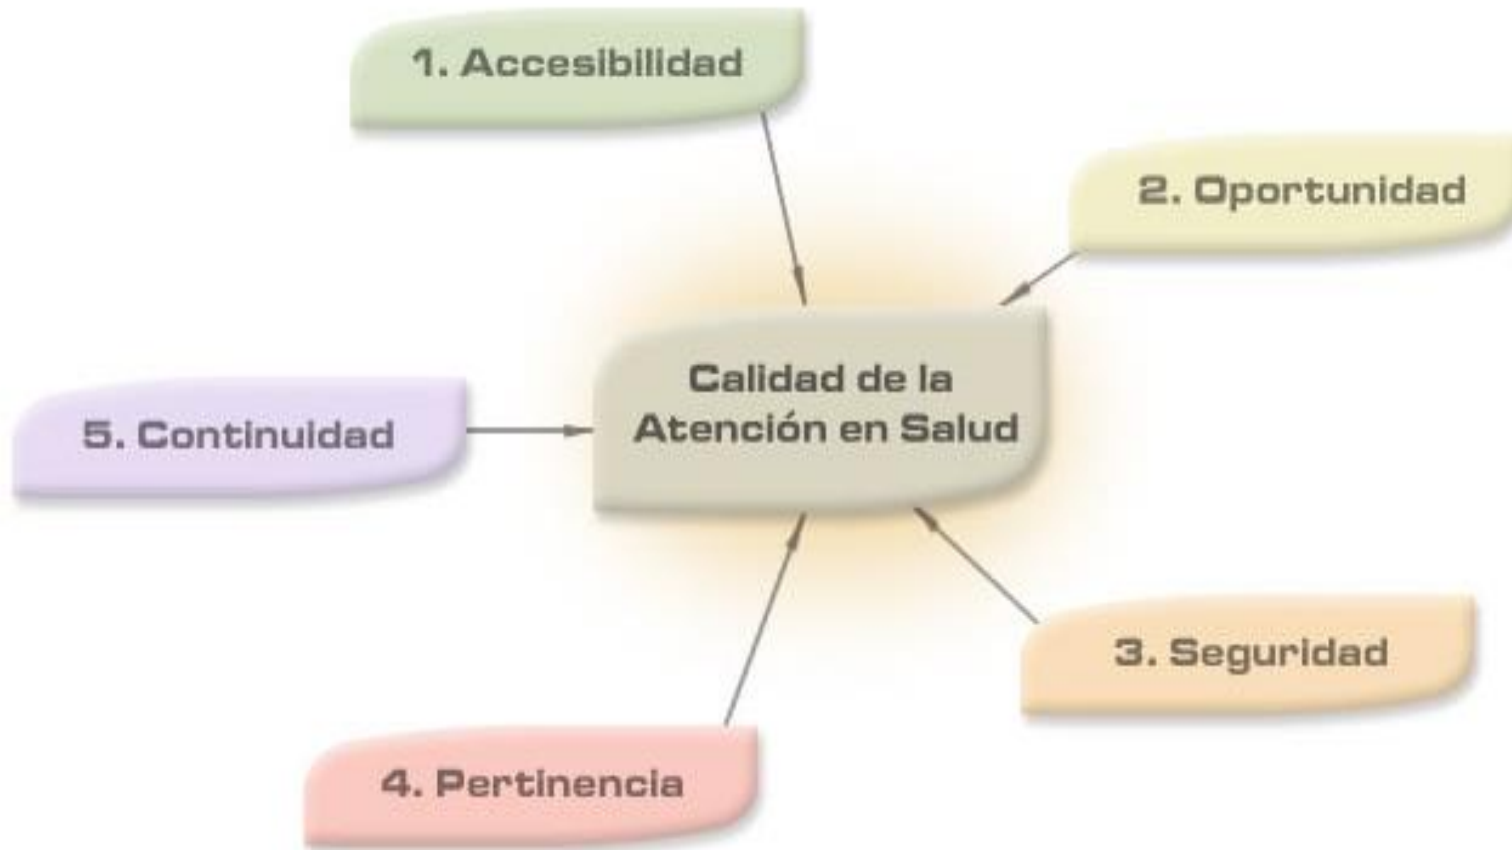 1. Accesibilidad
2. Oportunidad
Calidad de la
Atención en Salud
5. Continuidad
3. Seguridad
4. Pertinencia